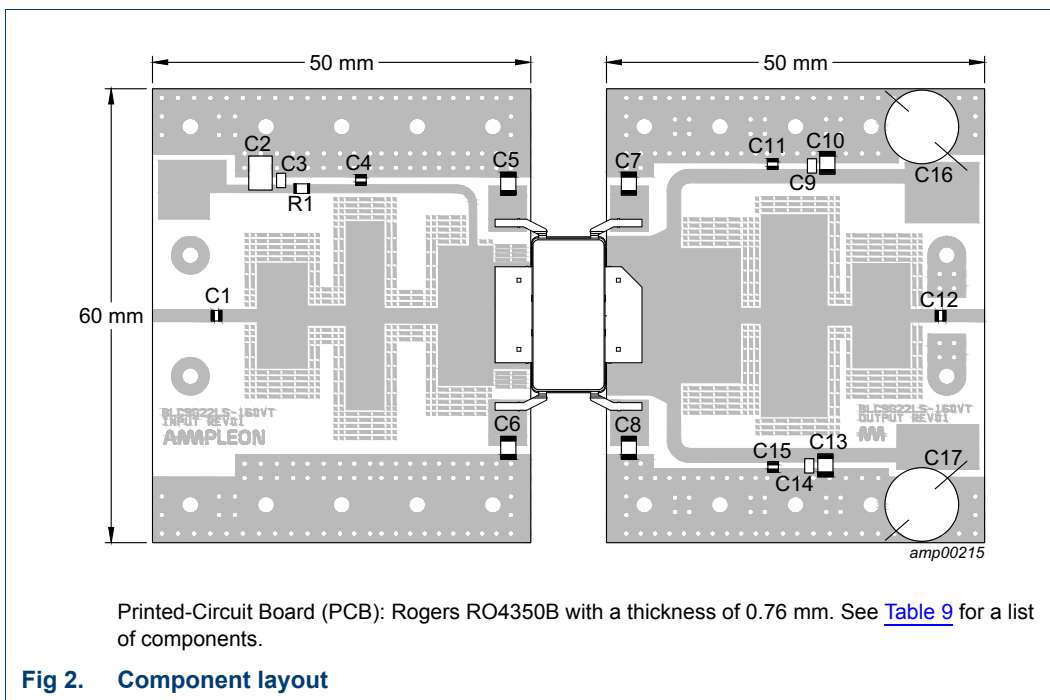 50 mm
50 mm
C2
C3
C4
C5
C7
C11
C10
C9
C16
R1
60 mm
C1
C12
BLC9G22LS-160VT
INPUT REV01
AMPLEON
BLC9G22LS-160VT
OUTPUT REV01
C6
C8
C15
C13
C14
C17
amp00215
Printed-Circuit Board (PCB): Rogers RO4350B with a thickness of 0.76 mm. See Table 9 for a list
of components.
Fig 2. Component layout